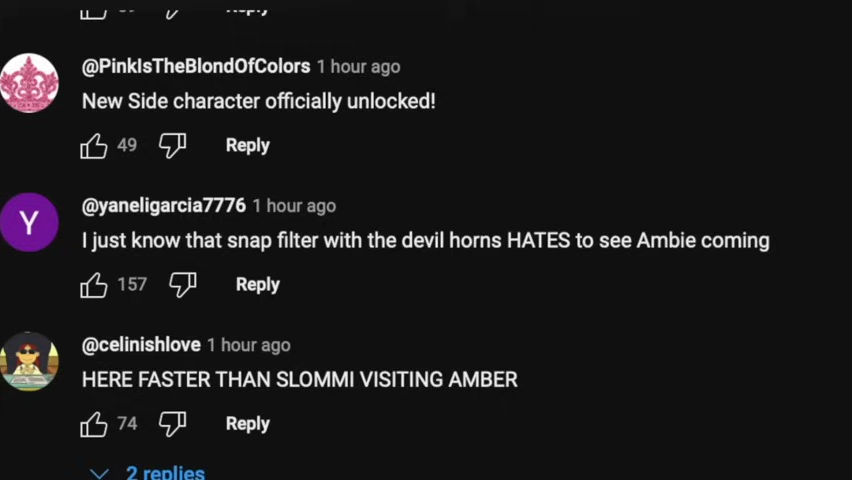 Reply
@PinkIsTheBlondOfColors 1 hour ago
New Side character officially unlocked!
49 Reply
Y
@yaneligarcia7776 1 hour ago
I just know that snap filter with the devil horns HATES to see Ambie coming
157 Reply
@celinishlove 1 hour ago
HERE FASTER THAN SLOMMI VISITING AMBER
74 Reply
2 replies